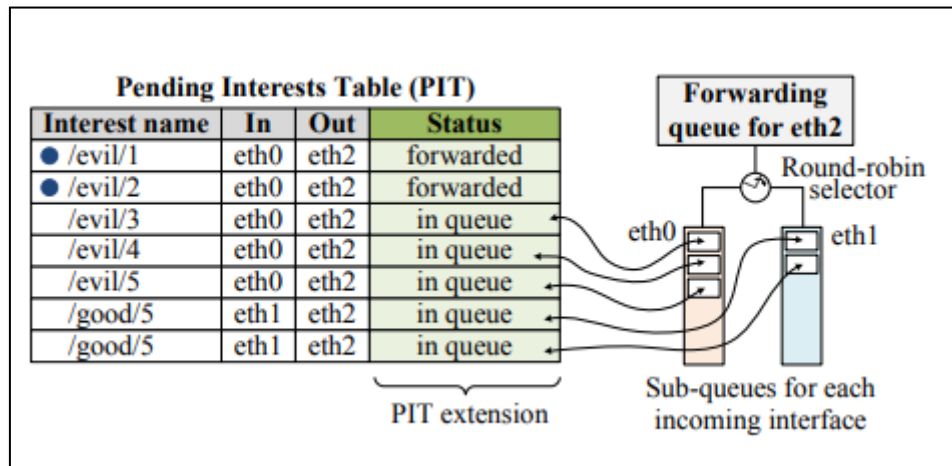 Pending Interests Table (PIT)
Interest name In Out Status
/evil/1 eth0 eth2 forwarded
/evil/2 eth0 eth2 forwarded
/evil/3 eth0 eth2 in queue
/evil/4 eth0 eth2 in queue
/evil/5 eth0 eth2 in queue
/good/5 eth1 eth2 in queue
/good/5 eth1 eth2 in queue
PIT extension
Forwarding
queue for eth2
Round-robin
selector
eth0
eth1
Sub-queues for each
incoming interface